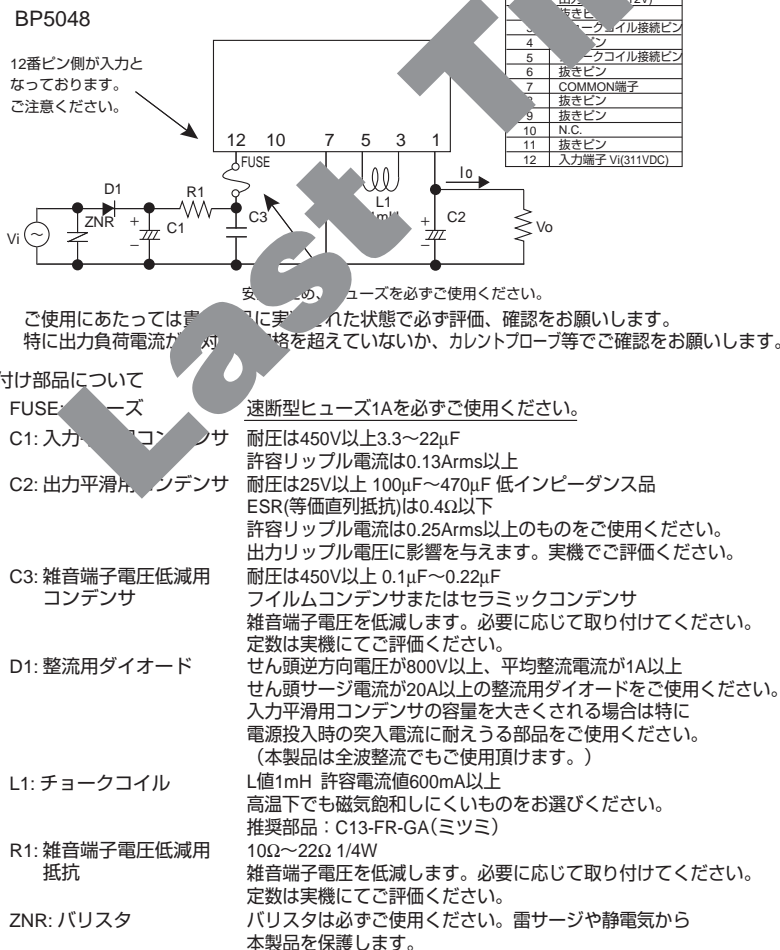 BP5048
12番ピン側が入力と
なっております。
ご注意ください。
4
5
6 抜きピン
7 COMMON端子
抜きピン
9 抜きピン
10 N.C.
11 抜きピン
12 入力端子 Vi(311VDC)
12 10 7 5 3 1
FUSE
D1
R1
L1
Io
Vi
ZNR
+
C1
−
C3
+
C2
−
Vo
ューズを必ずご使用ください。
ご使用にあたっては れた状態で必ず評価、確認をお願いします。
特に出力負荷電流が 格を超えていないか、カレントプローブ等でご確認をお願いします。
付け部品について
FUSE: ーズ 速断型ヒューズ1Aを必ずご使用ください。
C1: 入力 サ 耐圧は450V以上3.3〜22μF
許容リップル電流は0.13Arms以上
C2: 出力平滑用 ンデンサ 耐圧は25V以上 100μF〜470μF 低インピーダンス品
ESR(等価直列抵抗)は0.4Ω以下
許容リップル電流は0.25Arms以上のものをご使用ください。
出力リップル電圧に影響を与えます。実機でご評価ください。
C3: 雑音端子電圧低減用 耐圧は450V以上 0.1μF〜0.22μF
コンデンサ フイルムコンデンサまたはセラミックコンデンサ
雑音端子電圧を低減します。必要に応じて取り付けてください。
定数は実機にてご評価ください。
D1: 整流用ダイオード せん頭逆方向電圧が800V以上、平均整流電流が1A以上
せん頭サージ電流が20A以上の整流用ダイオードをご使用ください。
入力平滑用コンデンサの容量を大きくされる場合は特に
電源投入時の突入電流に耐えうる部品をご使用ください。
（本製品は全波整流でもご使用頂けます。）
L1: チョークコイル L値1mH 許容電流値600mA以上
高温下でも磁気飽和しにくいものをお選びください。
推奨部品：C13-FR-GA(ミツミ)
R1: 雑音端子電圧低減用 10Ω〜22Ω 1/4W
抵抗 雑音端子電圧を低減します。必要に応じて取り付けてください。
定数は実機にてご評価ください。
ZNR: バリスタ バリスタは必ずご使用ください。雷サージや静電気から
本製品を保護します。
Last Ti